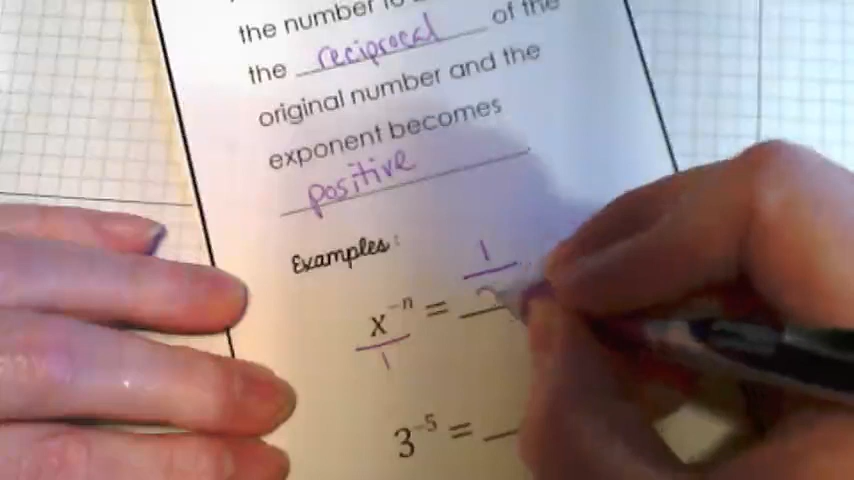 the number is
the reciprocal of the
original number and the
exponent becomes
positive
Examples:
x⁻ⁿ = 1
1
3⁻⁵ =